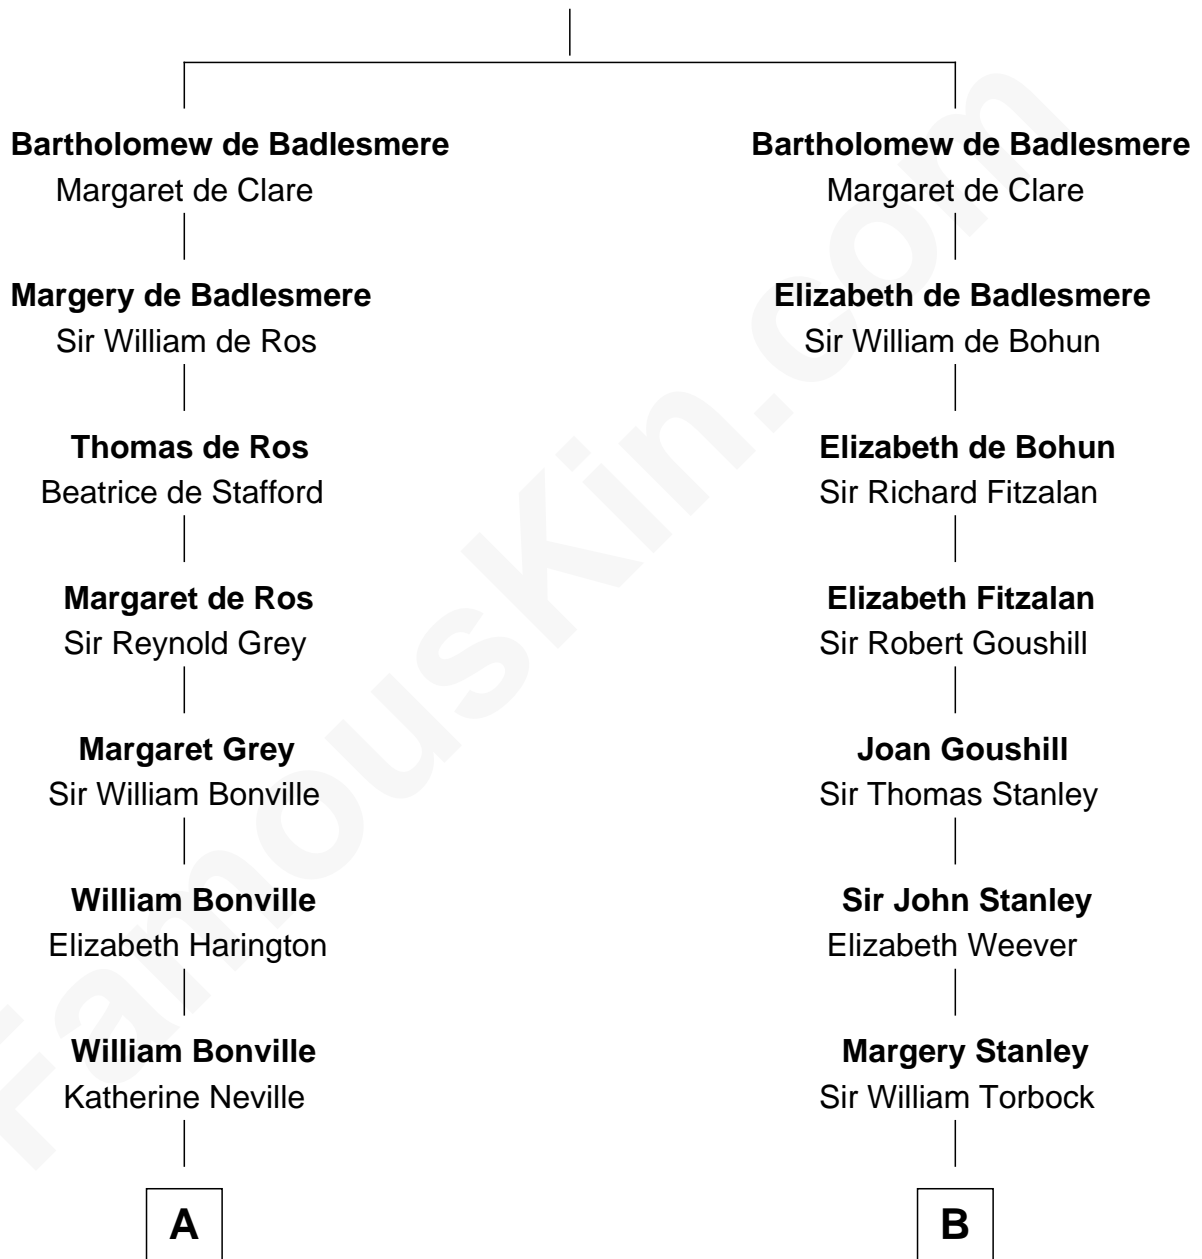 Bartholomew de Badlesmere
Margaret de Clare
Margery de Badlesmere
Sir William de Ros
Thomas de Ros
Beatrice de Stafford
Margaret de Ros
Sir Reynold Grey
Margaret Grey
Sir William Bonville
William Bonville
Elizabeth Harington
William Bonville
Katherine Neville
A
Bartholomew de Badlesmere
Margaret de Clare
Elizabeth de Badlesmere
Sir William de Bohun
Elizabeth de Bohun
Sir Richard Fitzalan
Elizabeth Fitzalan
Sir Robert Goushill
Joan Goushill
Sir Thomas Stanley
Sir John Stanley
Elizabeth Weever
Margery Stanley
Sir William Torbock
B
FamousKin.com